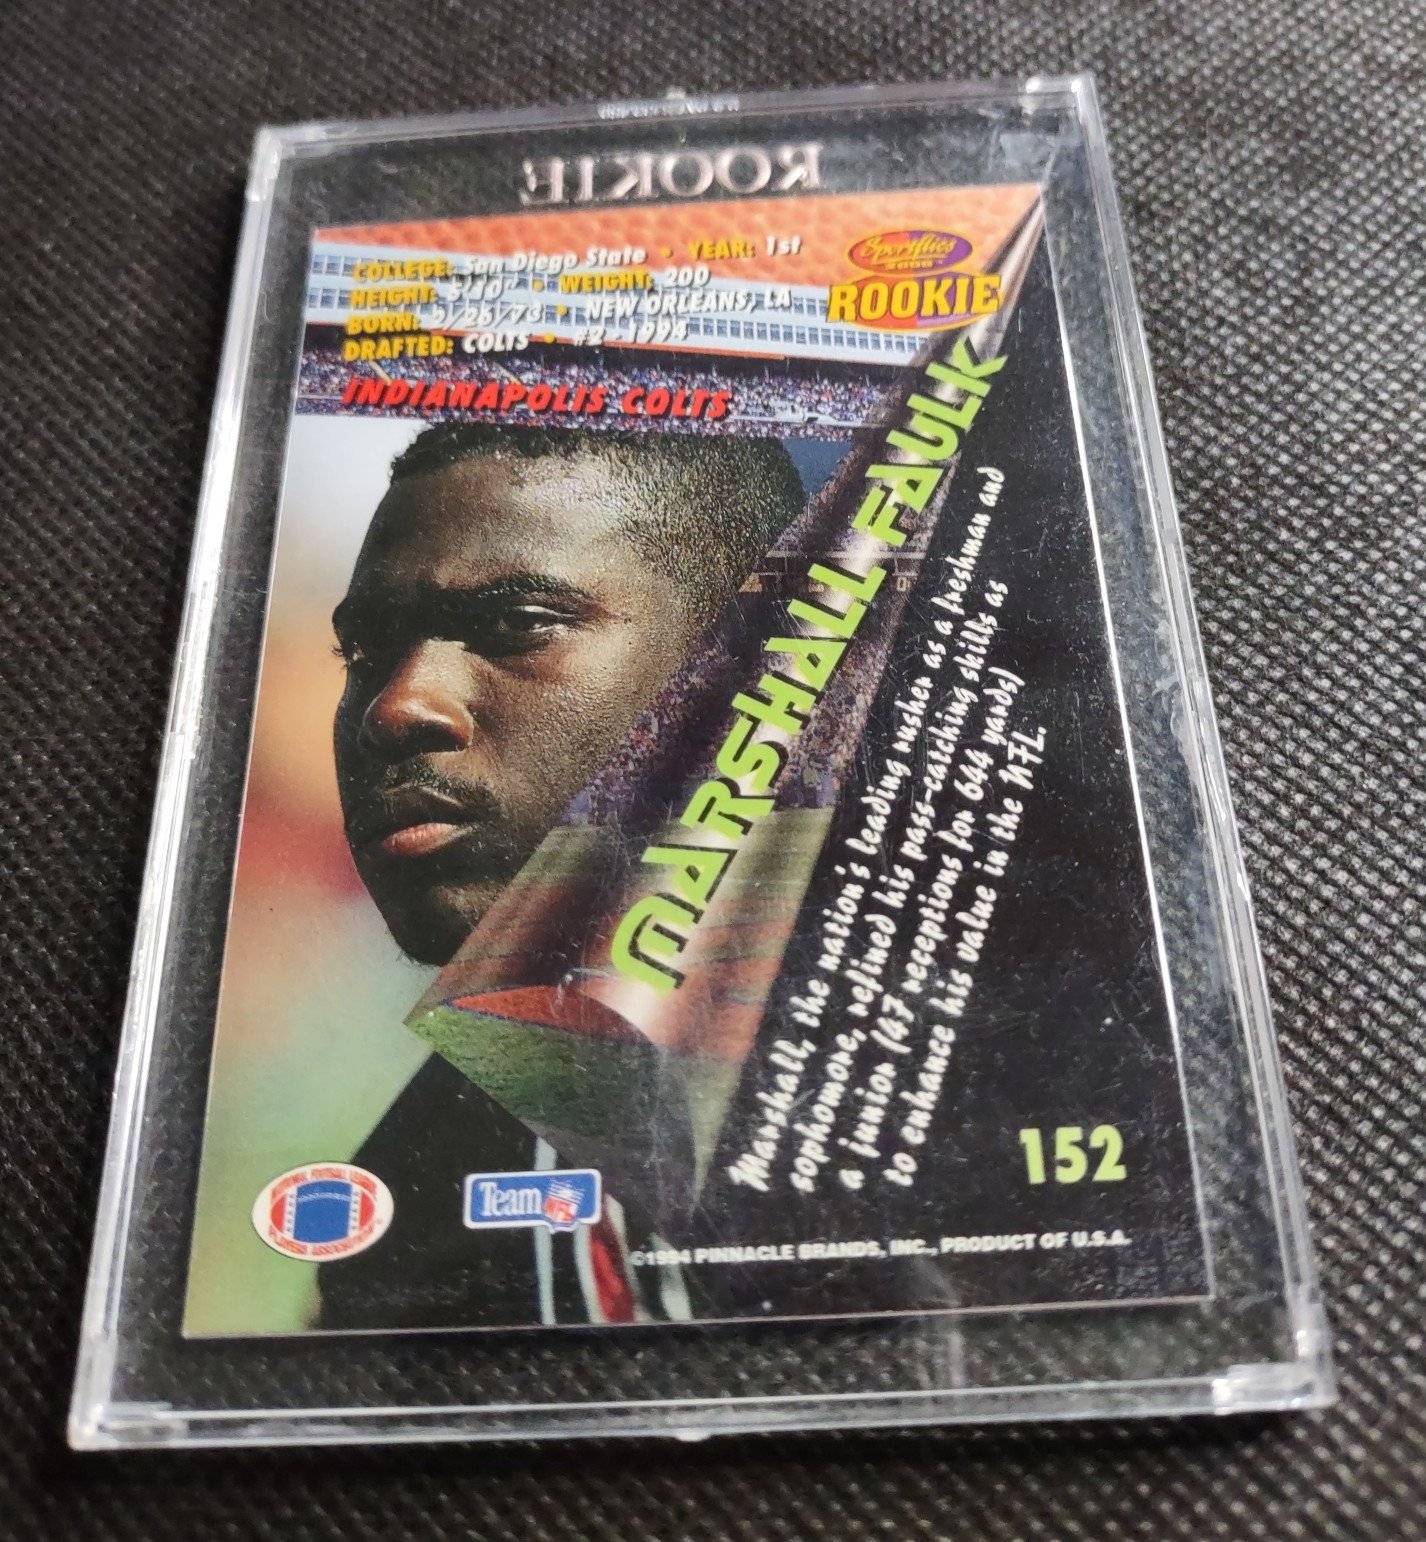 ROOKIE
COLLEGE: San Diego State • YEAR: 1st
HEIGHT: 5'10" • WEIGHT: 200
BORN: 2/26/73 • NEW ORLEANS, LA
DRAFTED: COLTS • #2 - 1994
INDIANAPOLIS COLTS
Sportflics
ROOKIE
MARSHALL FAULK
Marshall, the nation's leading rusher as a freshman and
sophomore, refined his pass-catching skills as
a junior (47 receptions for 644 yards)
to enhance his value in the NFL.
152
Team NFL
©1994 PINNACLE BRANDS, INC., PRODUCT OF U.S.A.